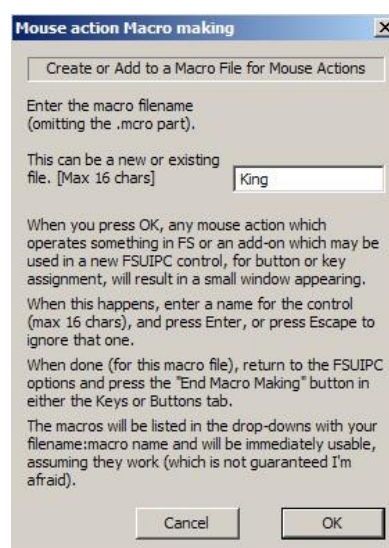 Mouse action Macro making
Create or Add to a Macro File for Mouse Actions
Enter the macro filename
(omitting the .mcro part).
This can be a new or existing
file. [Max 16 chars]
King
When you press OK, any mouse action which
operates something in FS or an add-on which may be
used in a new FSUIPC control, for button or key
assignment, will result in a small window appearing.
When this happens, enter a name for the control
(max 16 chars), and press Enter, or press Escape to
ignore that one.
When done (for this macro file), return to the FSUIPC
options and press the "End Macro Making" button in
either the Keys or Buttons tab.
The macros will be listed in the drop-downs with your
filename:macro name and will be immediately usable,
assuming they work (which is not guaranteed I'm
afraid).
Cancel
OK